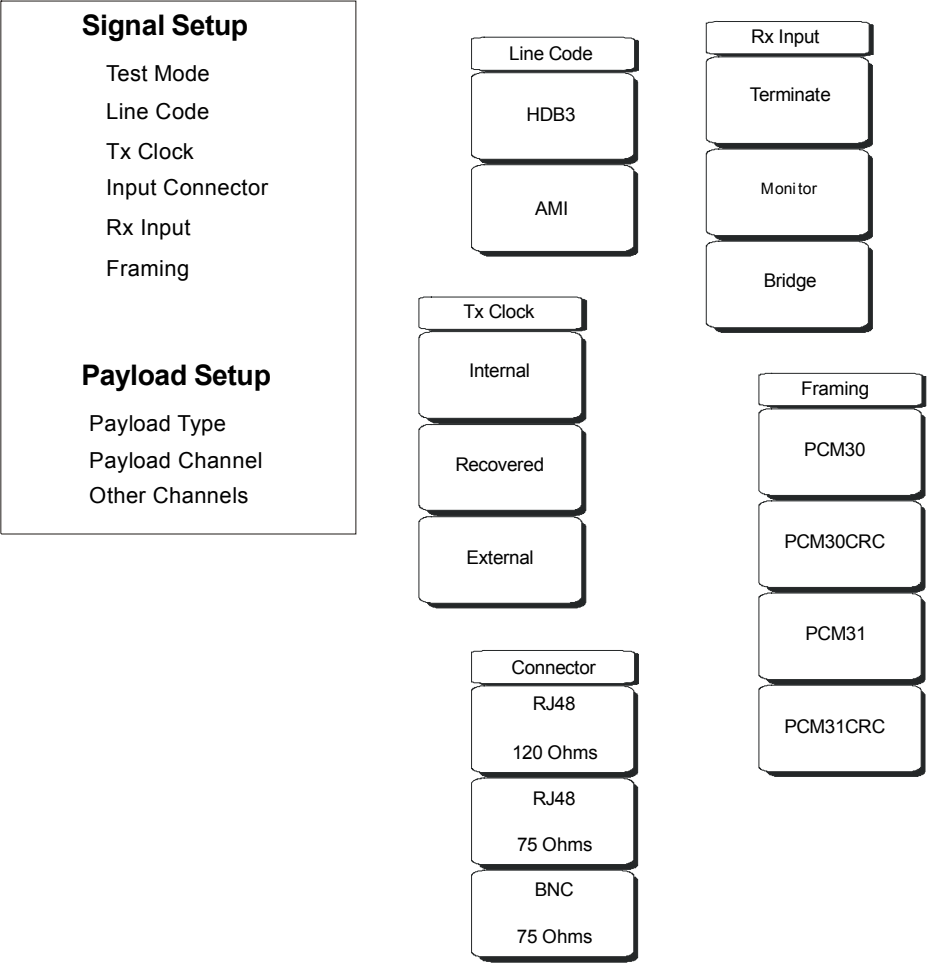 Signal Setup
Test Mode
Line Code
Tx Clock
Input Connector
Rx Input
Framing
Payload Setup
Payload Type
Payload Channel
Other Channels
Line Code
HDB3
AMI
Tx Clock
Internal
Recovered
External
Connector
RJ48
120 Ohms
RJ48
75 Ohms
BNC
75 Ohms
Rx Input
Terminate
Monitor
Bridge
Framing
PCM30
PCM30CRC
PCM31
PCM31CRC